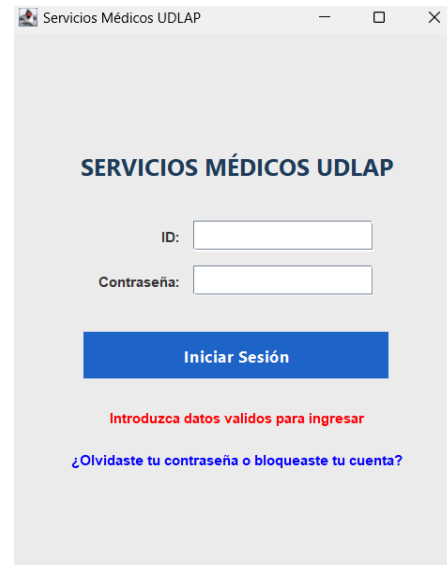 Servicios Médicos UDLAP
SERVICIOS MÉDICOS UDLAP
ID:
Contraseña:
Iniciar Sesión
Introduzca datos validos para ingresar
¿Olvidaste tu contraseña o bloqueaste tu cuenta?